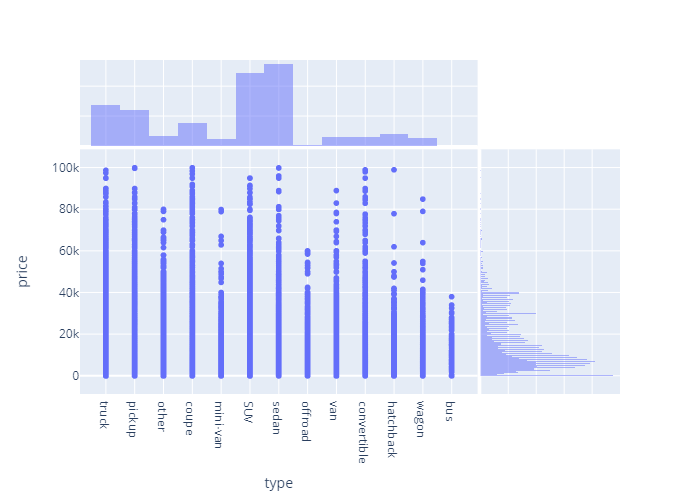 100k
80k
60k
40k
20k
0
price
truck
pickup
other
coupe
mini-van
SUV
sedan
offroad
van
convertible
hatchback
wagon
bus
type